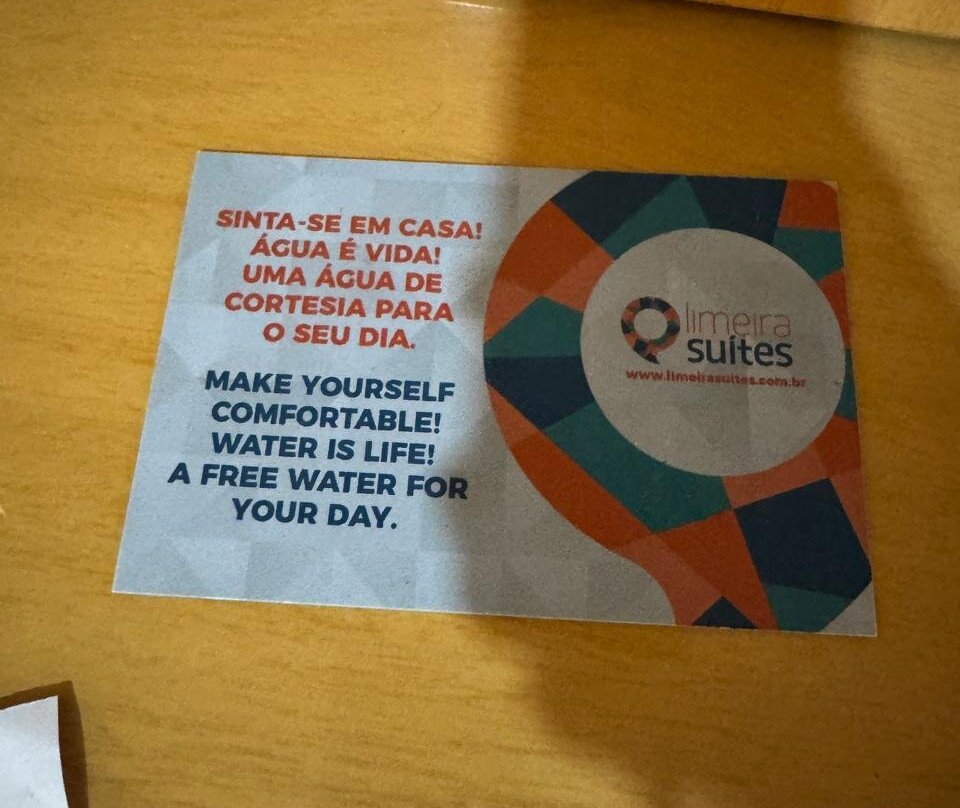 SINTA-SE EM CASA!
ÁGUA É VIDA!
UMA ÁGUA DE
CORTESIA PARA
O SEU DIA.
MAKE YOURSELF
COMFORTABLE!
WATER IS LIFE!
A FREE WATER FOR
YOUR DAY.
limeira
suítes
www.limeirasuites.com.br